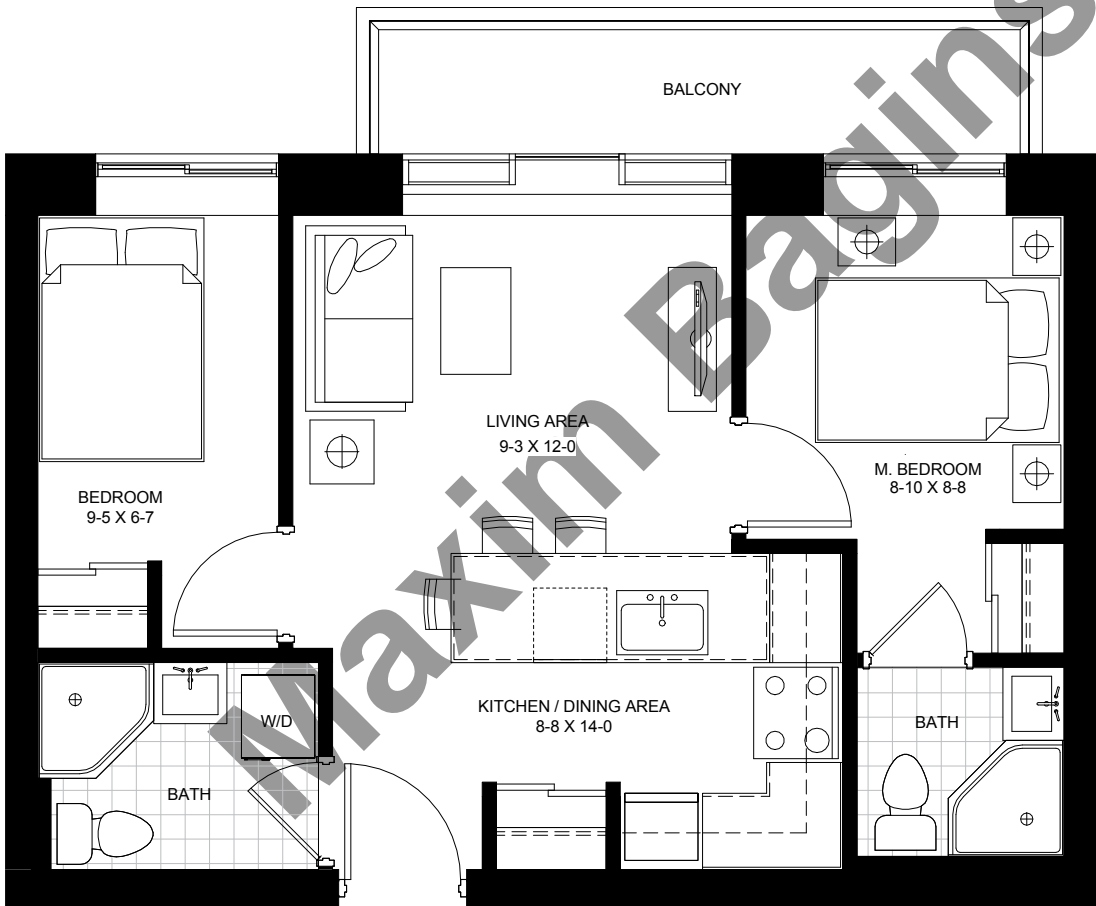 BALCONY
LIVING AREA
9-3 X 12-0
M. BEDROOM
8-10 X 8-8
BEDROOM
9-5 X 6-7
KITCHEN / DINING AREA
8-8 X 14-0
W/D
BATH
BATH
Maxim Bagins